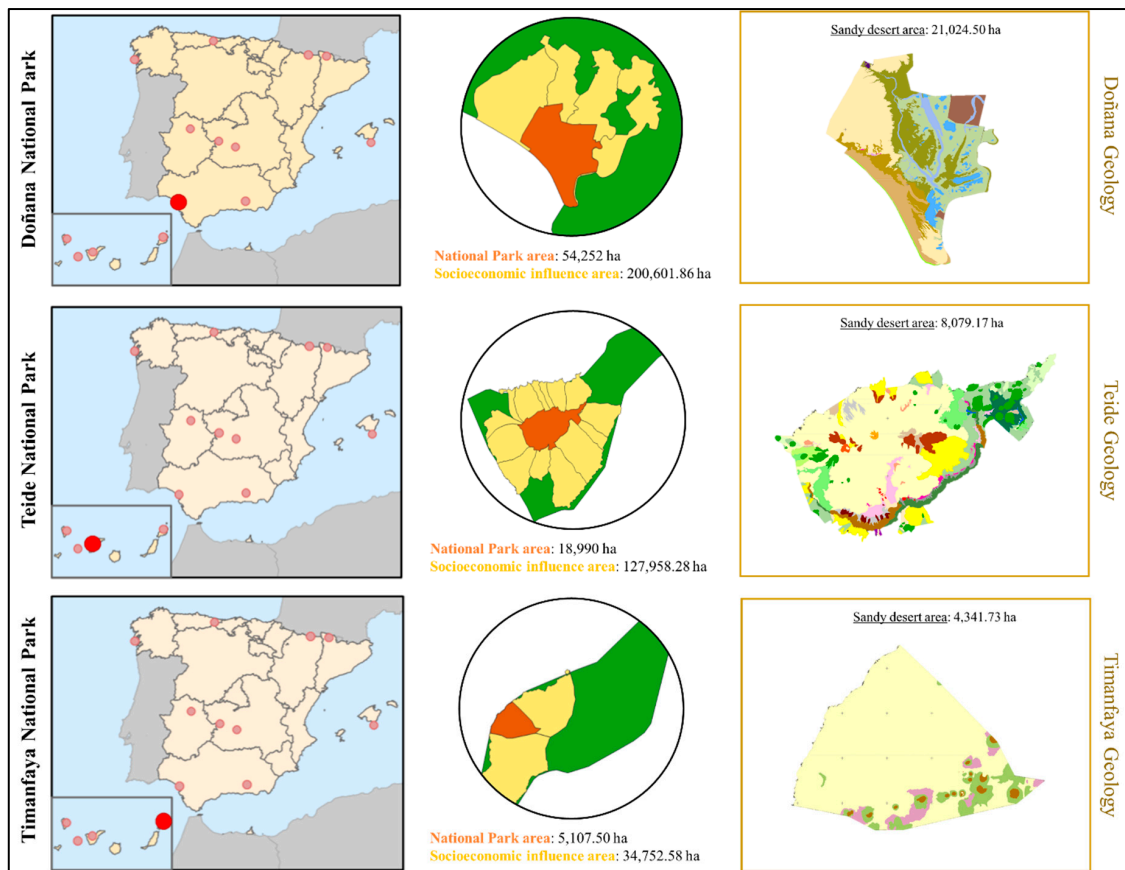 Doñana National Park
National Park area: 54,252 ha
Socioeconomic influence area: 200,601.86 ha
Sandy desert area: 21,024.50 ha
Doñana Geology
Teide National Park
National Park area: 18,990 ha
Socioeconomic influence area: 127,958.28 ha
Sandy desert area: 8,079.17 ha
Teide Geology
Timanfaya National Park
National Park area: 5,107.50 ha
Socioeconomic influence area: 34,752.58 ha
Sandy desert area: 4,341.73 ha
Timanfaya Geology